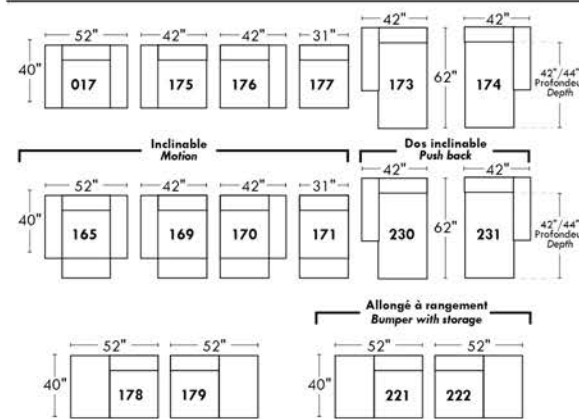 52" 42" 42" 31" 42" 42"
40" 017 175 176 177 173 62" 174 42"/44"
Profondeur
Depth
Inclinable Dos inclinable
Motion Push back
52" 42" 42" 31" 42" 42"
40" 165 169 170 171 230 62" 231 42"/44"
Profondeur
Depth
Allongé à rangement
Bumper with storage
52" 52" 52" 52"
40" 178 179 40" 221 222